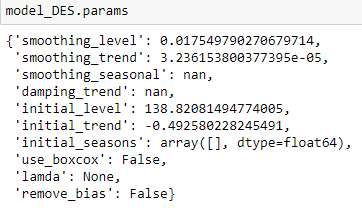 model_DES.params
{'smoothing_level': 0.017549790270679714,
'smoothing_trend': 3.236153800377395e-05,
'smoothing_seasonal': nan,
'damping_trend': nan,
'initial_level': 138.82081494774005,
'initial_trend': -0.492580228245491,
'initial_seasons': array([], dtype=float64),
'use_boxcox': False,
'lamda': None,
'remove_bias': False}